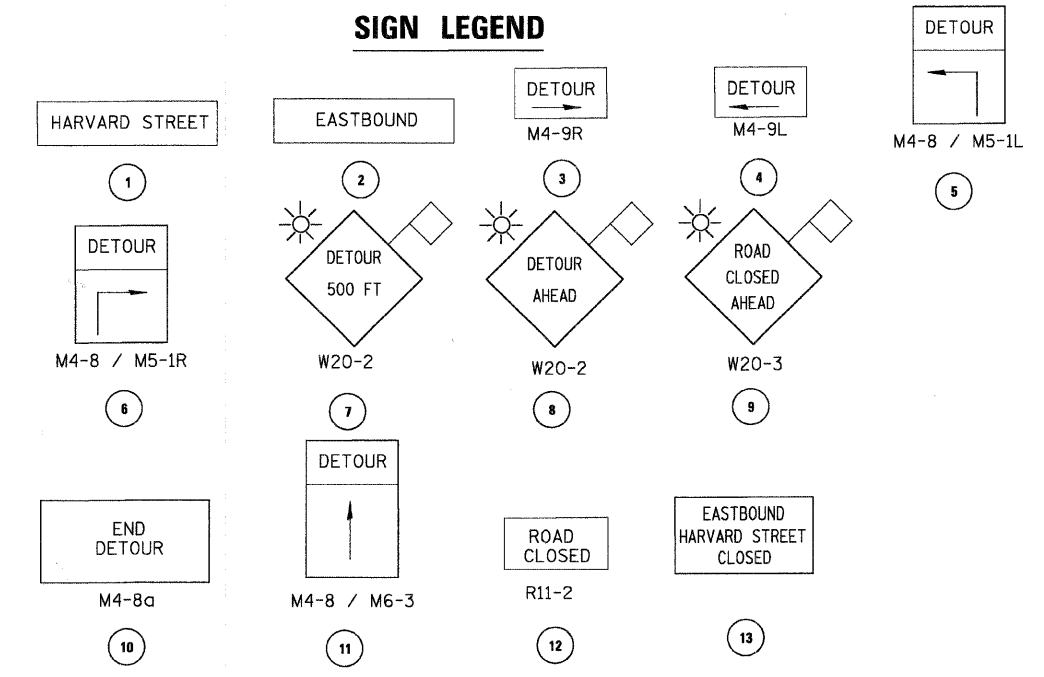 SIGN LEGEND
HARVARD STREET
1
EASTBOUND
2
DETOUR
M4-9R
3
DETOUR
M4-9L
4
DETOUR
M4-8 / M5-1L
5
DETOUR
M4-8 / M5-1R
6
DETOUR
500 FT
W20-2
7
DETOUR
AHEAD
W20-2
8
ROAD
CLOSED
AHEAD
W20-3
9
END
DETOUR
M4-8a
10
DETOUR
M4-8 / M6-3
11
ROAD
CLOSED
R11-2
12
EASTBOUND
HARVARD STREET
CLOSED
13